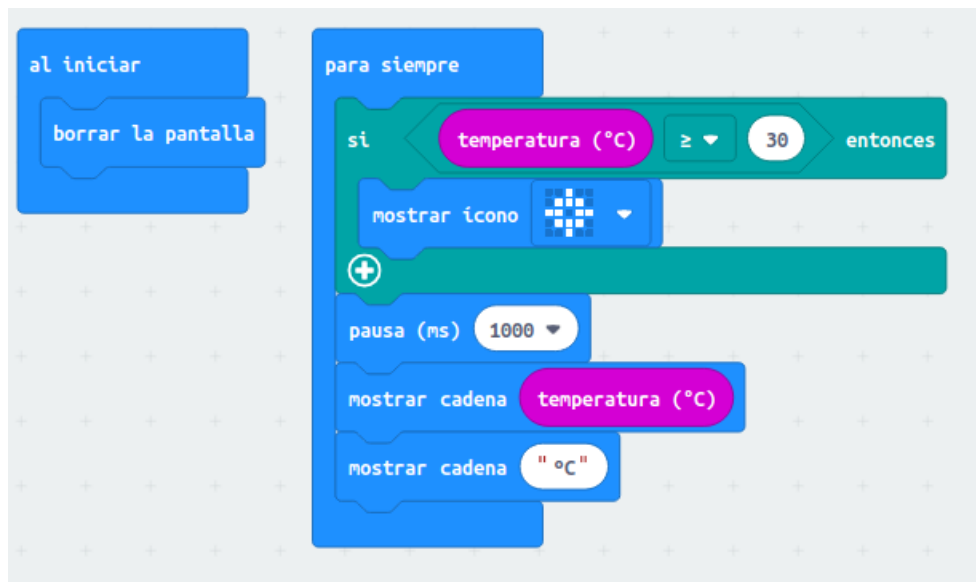 al iniciar
borrar la pantalla
para siempre
si temperatura (°C) ≥ 30 entonces
mostrar ícono
pausa (ms) 1000
mostrar cadena temperatura (°C)
mostrar cadena "ºC"